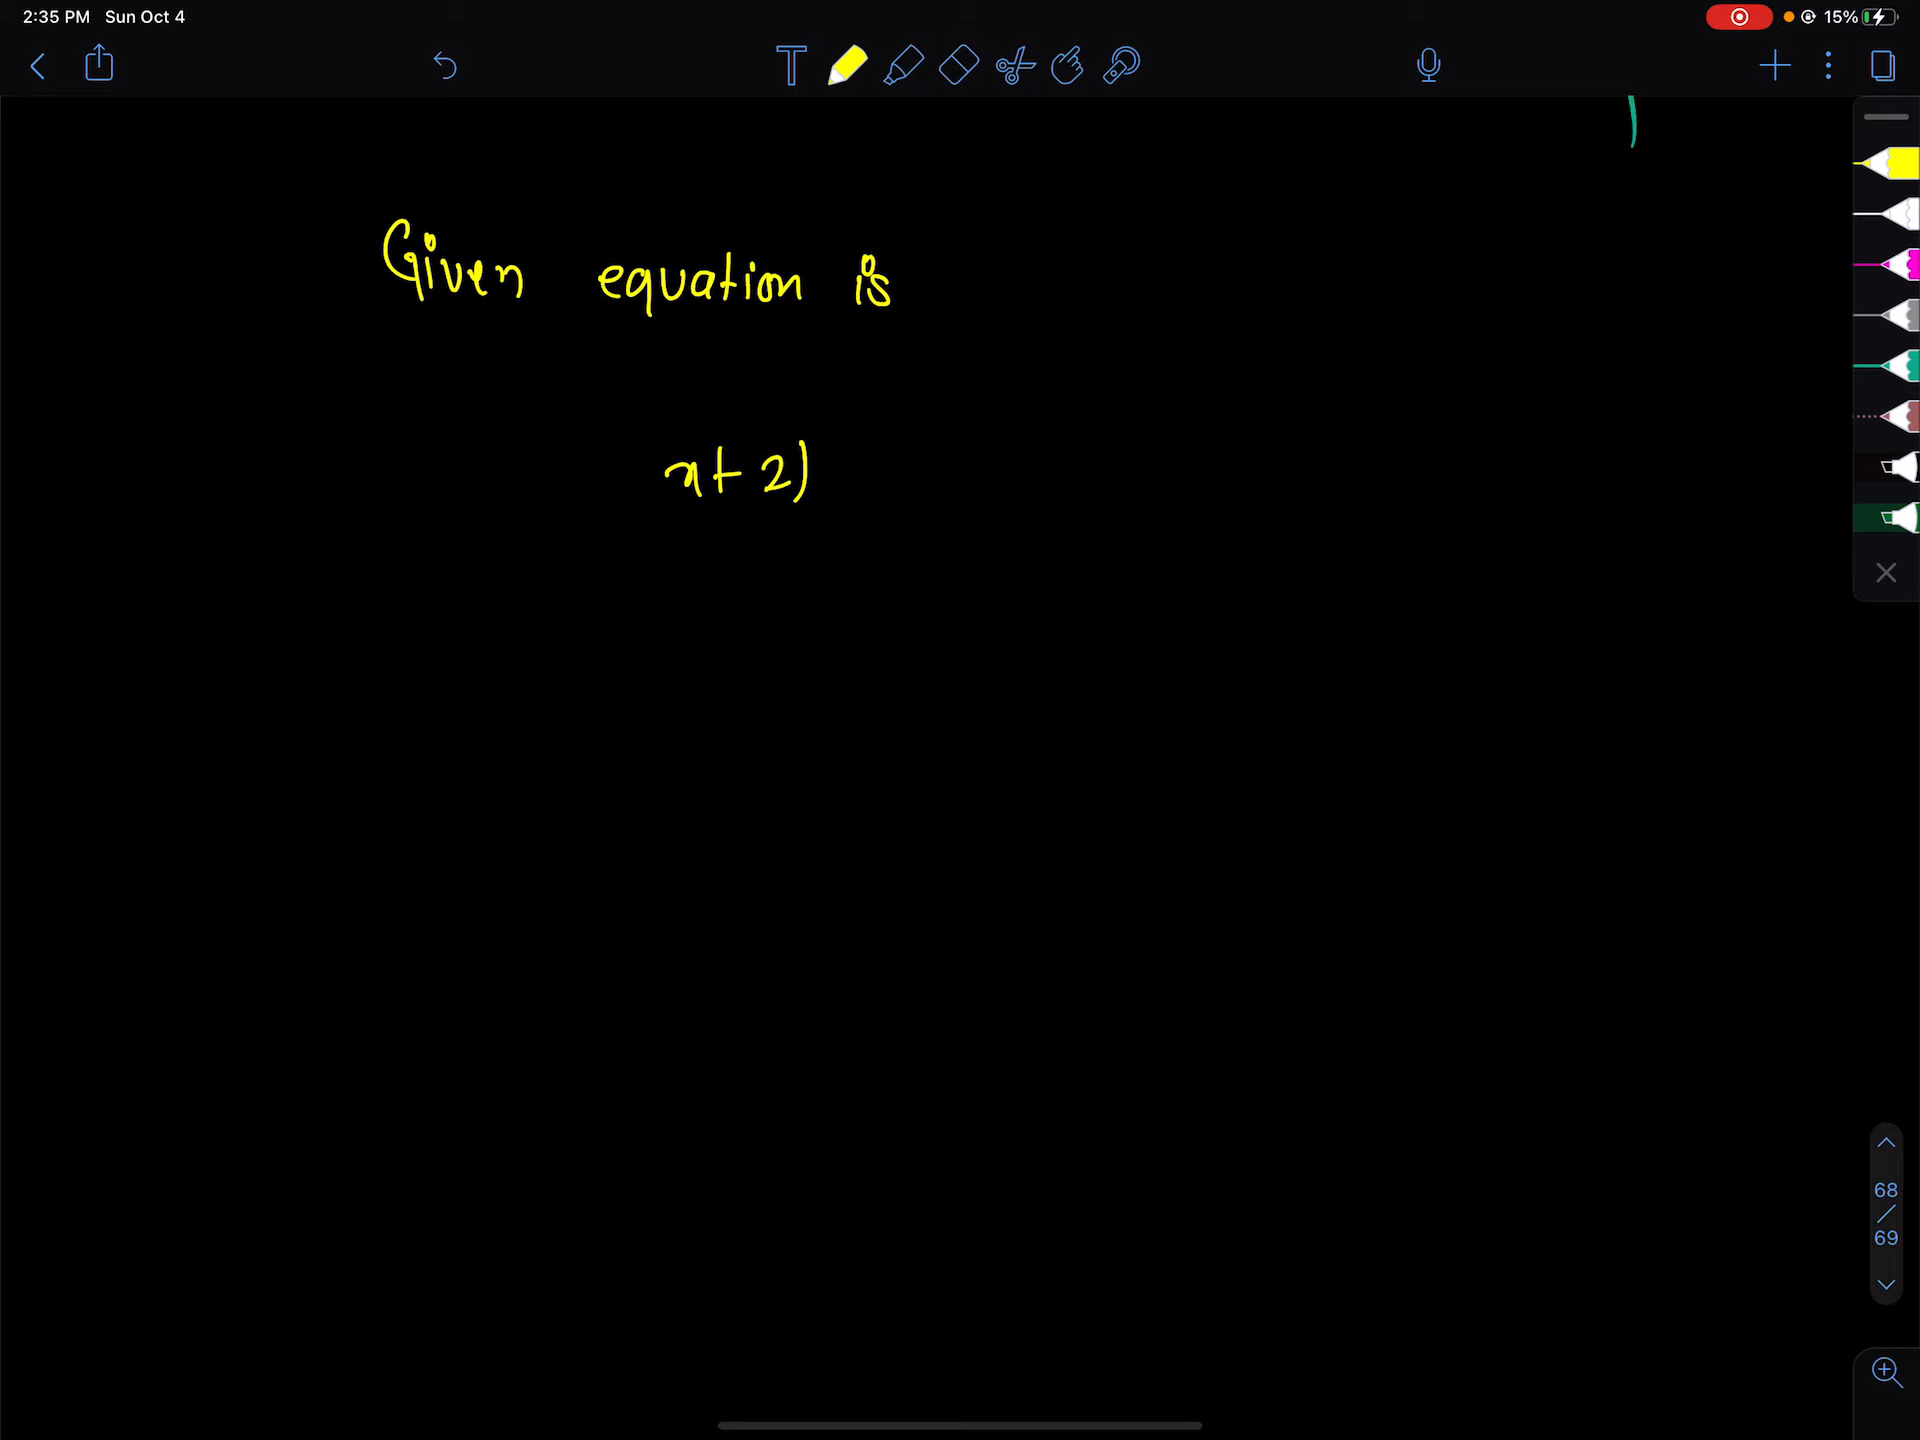 2:35 PM Sun Oct 4
15%
T
Given equation is
x+ 2)
68
/
69